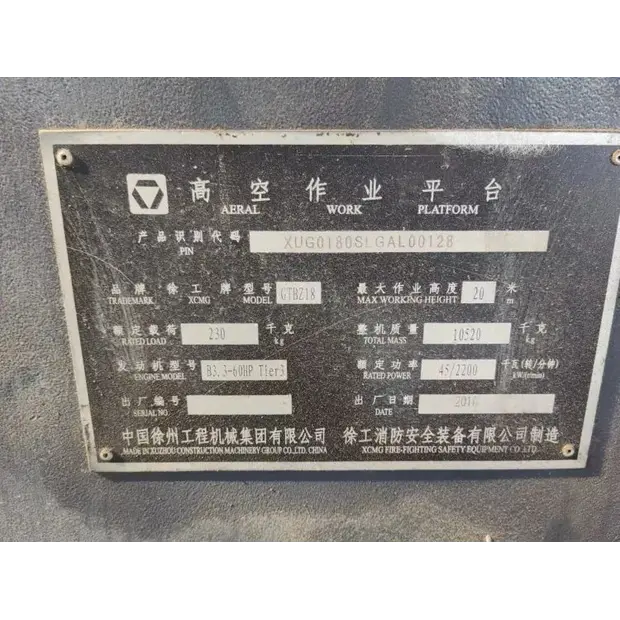 高空作业平台
AERAL WORK PLATFORM
产品识别代码 XUG0180SLGAL00128
PIN
品牌 徐工牌型号 GTBZ18 最大作业高度 20 米
TRADEMARK XCMG MODEL MAX WORKING HEIGHT m
额定载荷 230 千克 整机质量 10520 千克
RATED LOAD kg TOTAL MASS kg
发动机型号 B3.3-60HP Tier3 额定功率 45/2200 千瓦(转/分钟)
ENGINE MODEL RATED POWER kW(r/min)
出厂编号 出厂日期
SERIAL NO DATE
中国徐州工程机械集团有限公司 徐工消防安全装备有限公司制造
MADE IN XUZHOU CONSTRUCTION MACHINERY GROUP CO.,LTD. CHINA XCMG FIRE-FIGHTING SAFETY EQUIPMENT CO.,LTD.